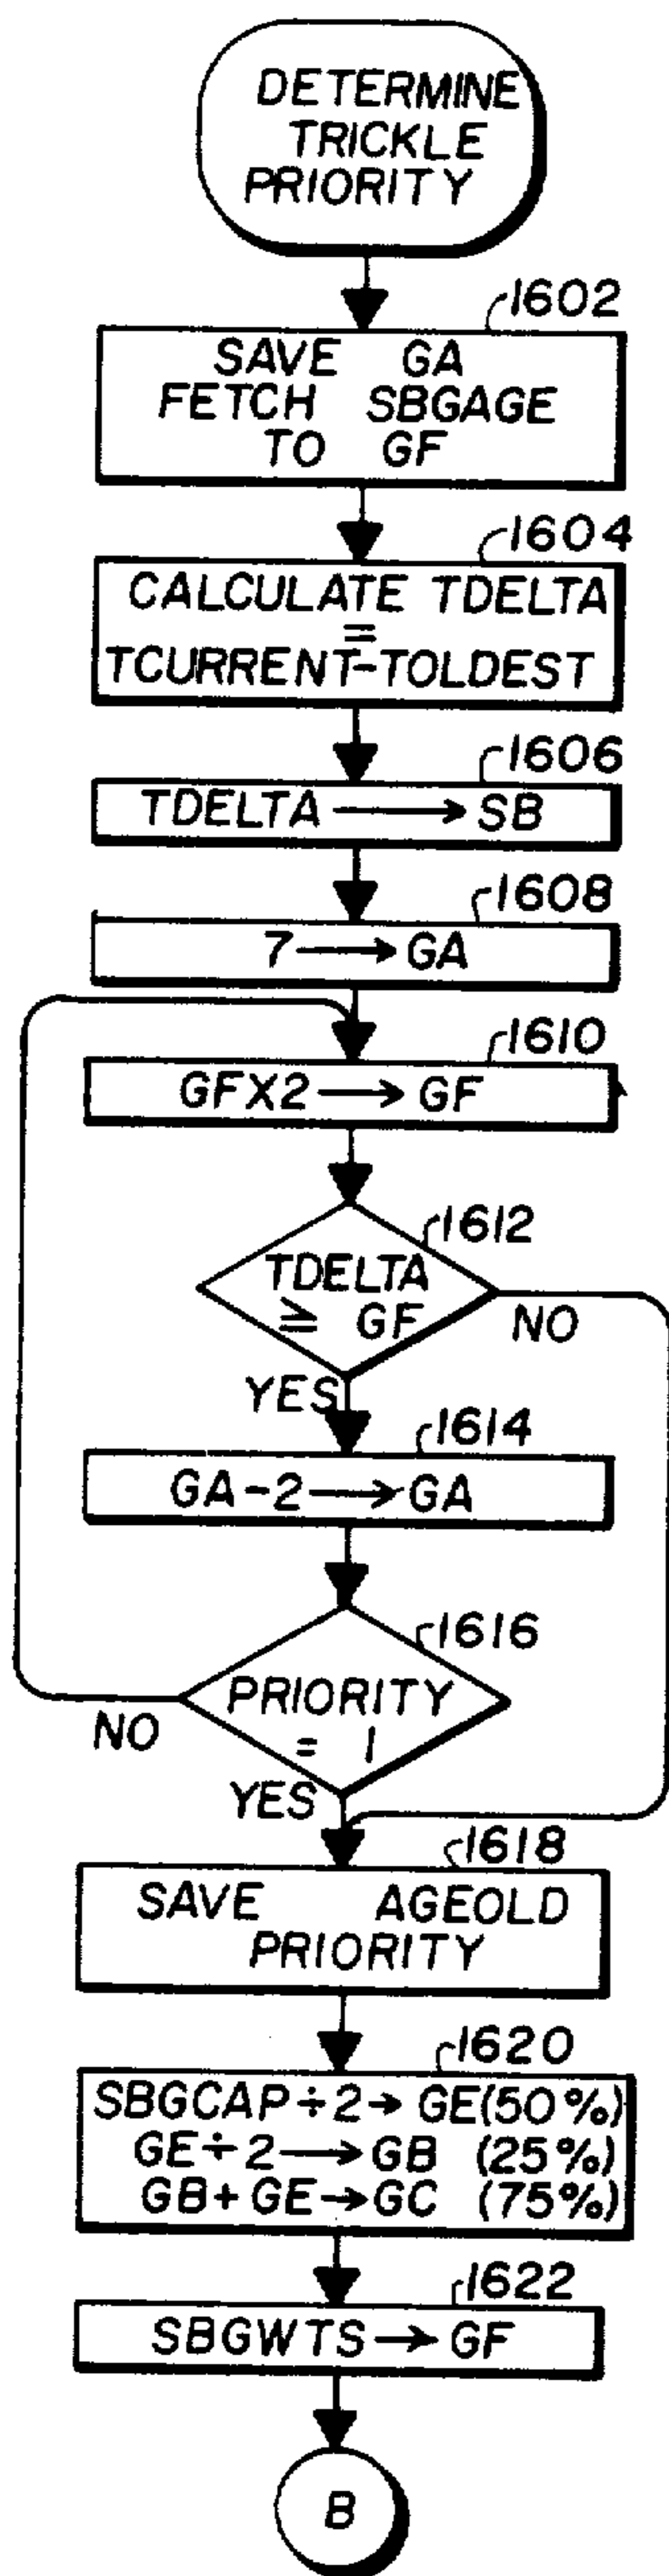 DETERMINE
TRICKLE
PRIORITY
1602
SAVE GA
FETCH SBGAGE
TO GF
1604
CALCULATE TDELTA
=
TCURRENT-TOLDEST
1606
TDELTA → SB
1608
7 → GA
1610
GFX2 → GF
1612
TDELTA
≥ GF
NO
YES
1614
GA-2 → GA
1616
PRIORITY
= 1
NO
YES
1618
SAVE AGEOLD
PRIORITY
1620
SBGCAP÷2→ GE(50%)
GE÷2 → GB (25%)
GB+GE→GC (75%)
1622
SBGWTS → GF
B